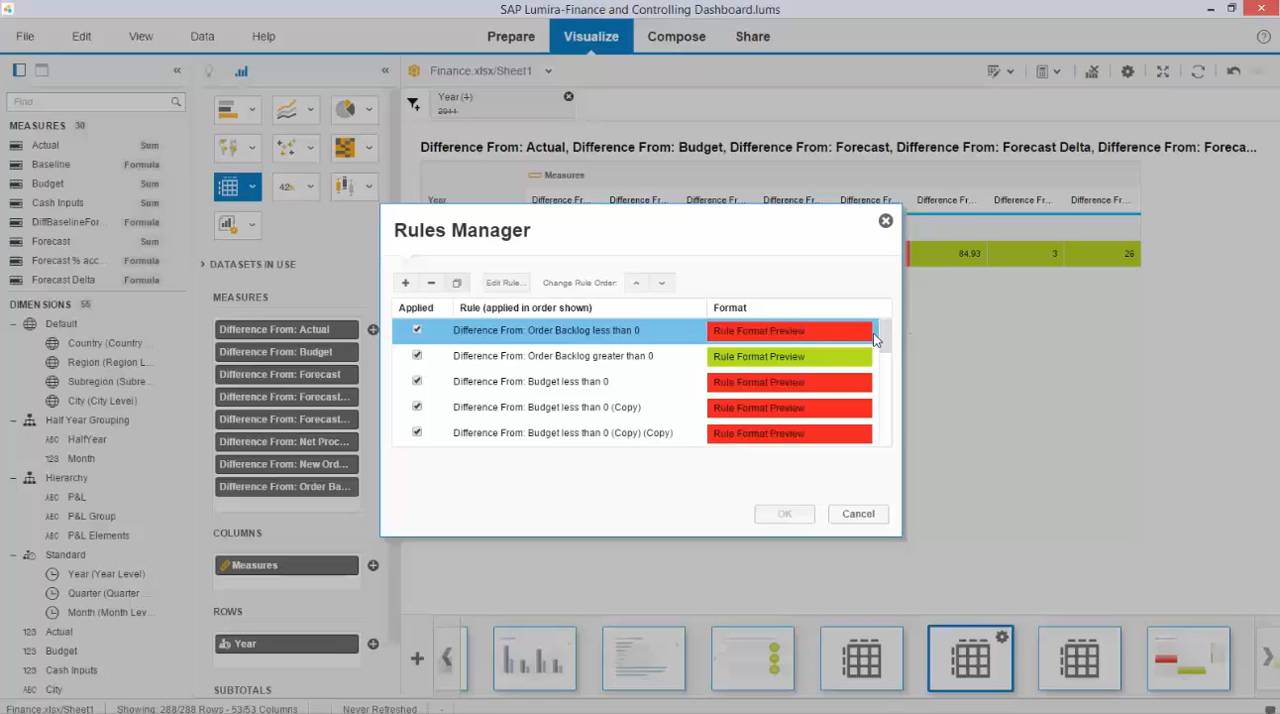 SAP Lumira-Finance and Controlling Dashboard.lums
File Edit View Data Help Prepare Visualize Compose Share
Finance.xlsx/Sheet1
Find
Year (1)
2011
MEASURES 30
Actual Sum
Baseline Formula
Budget Sum
Cash Inputs Sum
DiffBaselineFor... Formula
Forecast Sum
Forecast % acc... Formula
Forecast Delta Formula
DIMENSIONS 55
Default
Country (Country ...
Region (Region L...
Subregion (Subre...
City (City Level)
Half Year Grouping
HalfYear
Month
Hierarchy
ABC P&L
ABC P&L Group
ABC P&L Elements
Standard
Year (Year Level)
Quarter (Quarter ...
Month (Month Lev...
123 Actual
123 Budget
123 Cash Inputs
123 City
42%
DATASETS IN USE
MEASURES
Difference From: Actual
Difference From: Budget
Difference From: Forecast
Difference From: Forecast...
Difference From: Forecast...
Difference From: Net Proc...
Difference From: New Ord...
Difference From: Order Ba...
COLUMNS
Measures
ROWS
Year
SUBTOTALS
Difference From: Actual, Difference From: Budget, Difference From: Forecast, Difference From: Forecast Delta, Difference From: Foreca...
Measures
Year Difference Fr... Difference Fr... Difference Fr... Difference Fr... Difference Fr... Difference Fr... Difference Fr... Difference Fr...
84.93 3 26
Rules Manager
Edit Rule... Change Rule Order:
Applied Rule (applied in order shown) Format
Difference From: Order Backlog less than 0 Rule Format Preview
Difference From: Order Backlog greater than 0 Rule Format Preview
Difference From: Budget less than 0 Rule Format Preview
Difference From: Budget less than 0 (Copy) Rule Format Preview
Difference From: Budget less than 0 (Copy) (Copy) Rule Format Preview
OK Cancel
Finance.xlsx/Sheet1 Showing: 288/288 Rows - 53/53 Columns Never Refreshed -